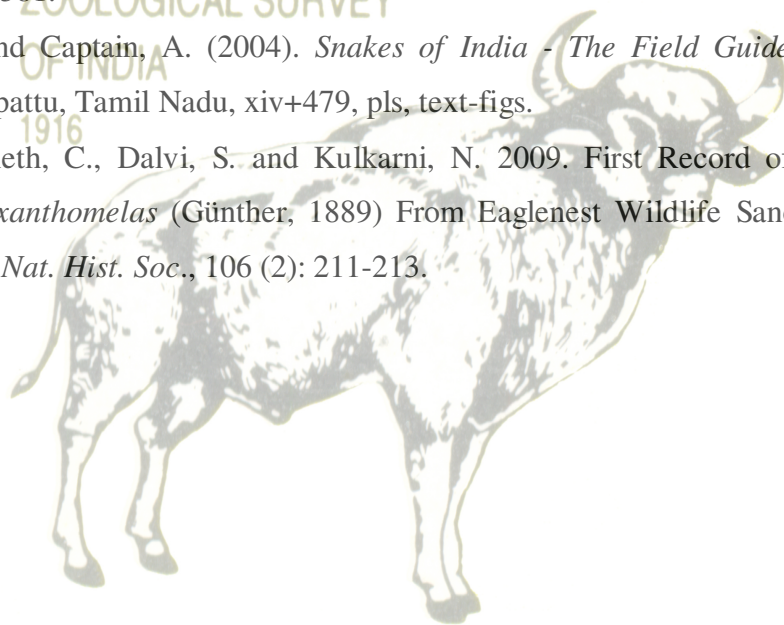 ZOOLOGICAL SURVEY
nd Captain, A. (2004). Snakes of India - The Field Guide
OF INDIA
pattu, Tamil Nadu, xiv+479, pls, text-figs.
1916
eth, C., Dalvi, S. and Kulkarni, N. 2009. First Record o
xanthomelas (Günther, 1889) From Eaglenest Wildlife San
Nat. Hist. Soc., 106 (2): 211-213.